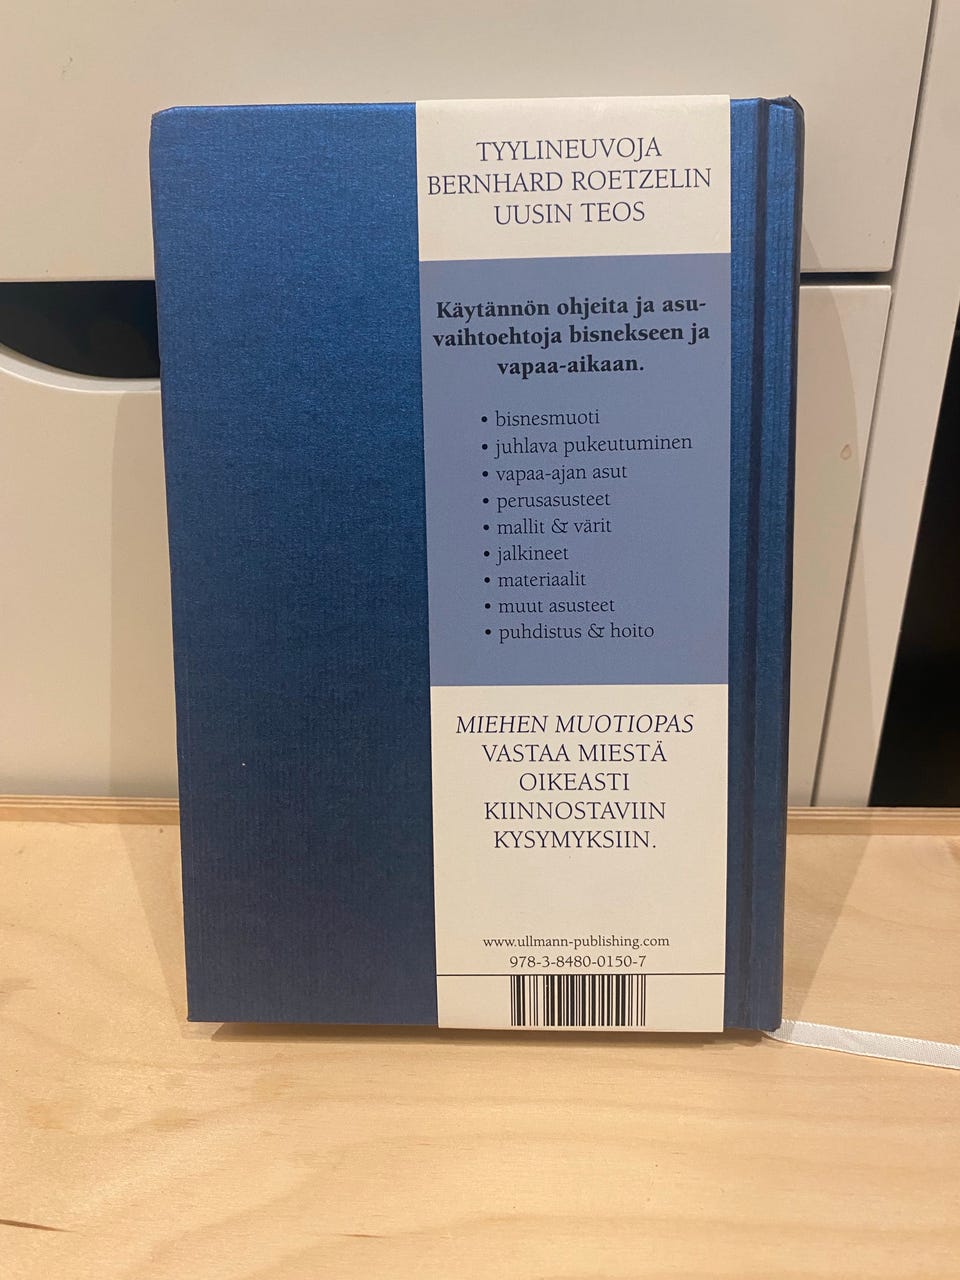 TYYLINEUVOJA
BERNHARD ROETZELIN
UUSIN TEOS
Käytännön ohjeita ja asu-
vaihtoehtoja bisnekseen ja
vapaa-aikaan.
• bisnesmuoti
• juhlava pukeutuminen
• vapaa-ajan asut
• perusasusteet
• mallit & värit
• jalkineet
• materiaalit
• muut asusteet
• puhdistus & hoito
MIEHEN MUOTIOPAS
VASTAA MIESTÄ
OIKEASTI
KIINNOSTAVIIN
KYSYMYKSIIN.
www.ullmann-publishing.com
978-3-8480-0150-7